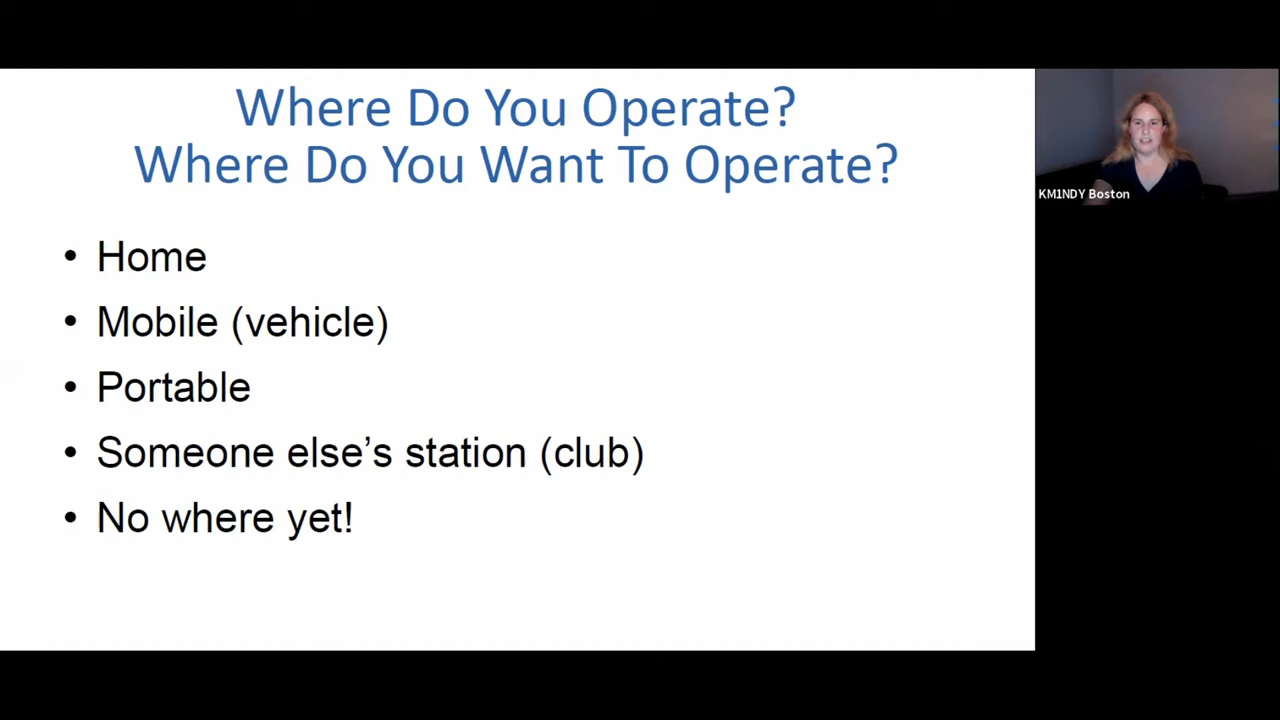 Where Do You Operate?
Where Do You Want To Operate?
• Home
• Mobile (vehicle)
• Portable
• Someone else’s station (club)
• No where yet!
KM1NDY Boston